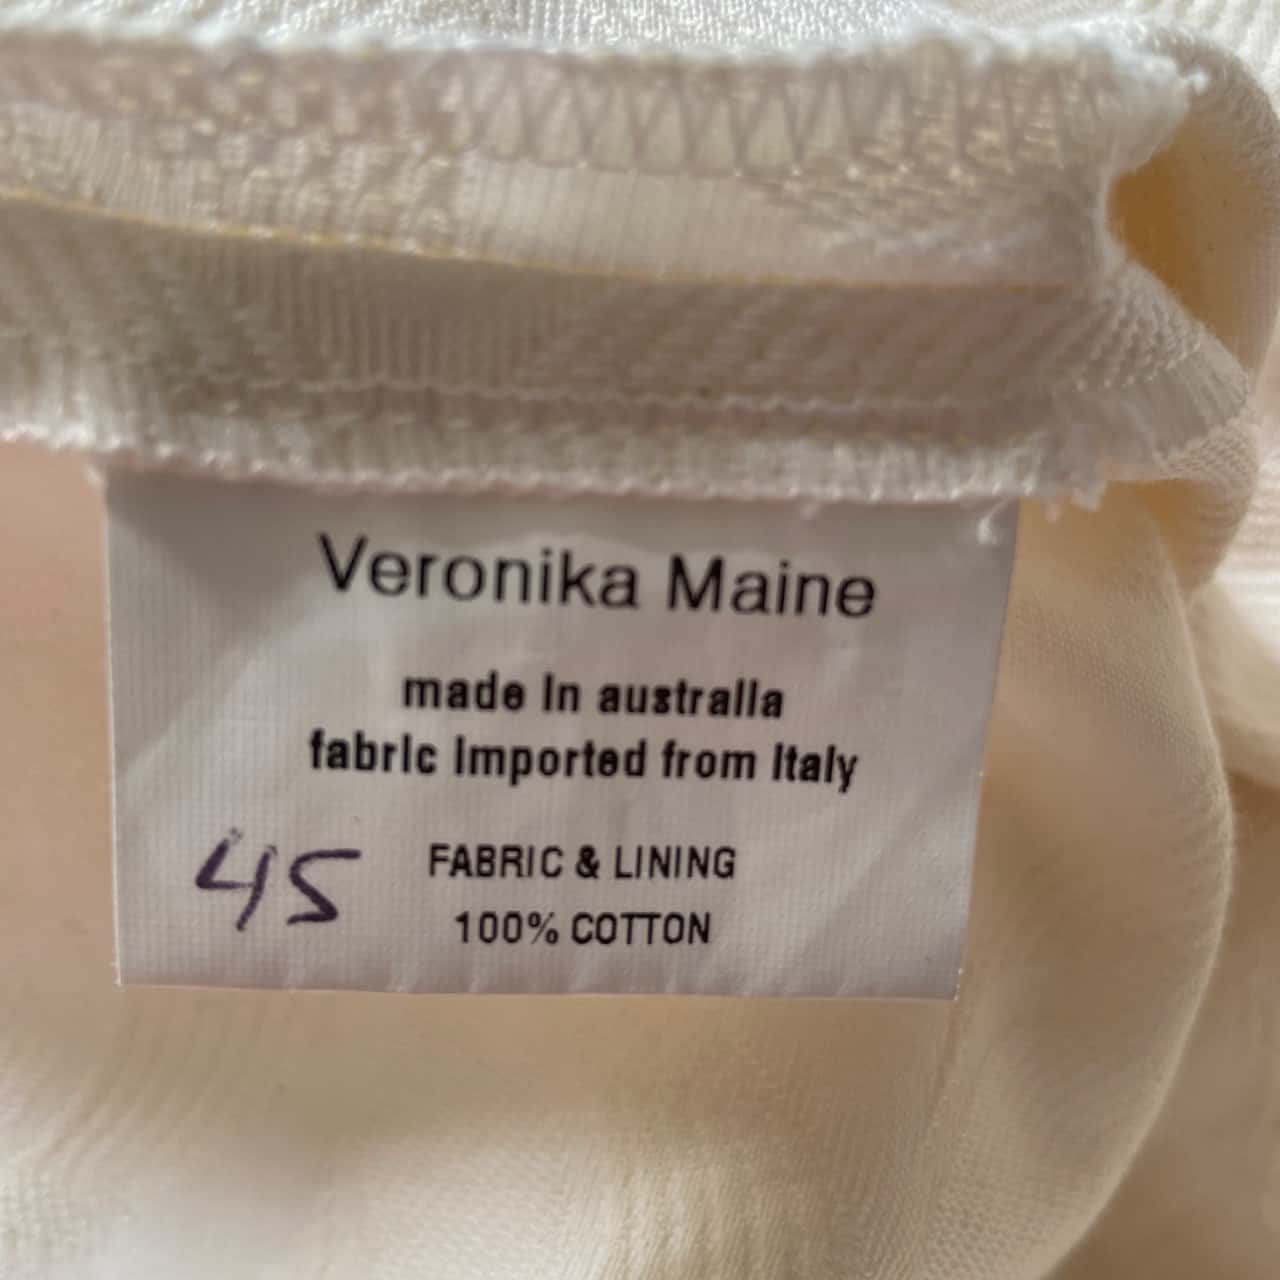 Veronika Maine
made In australia
fabric Imported from Italy
45
FABRIC & LINING
100% COTTON